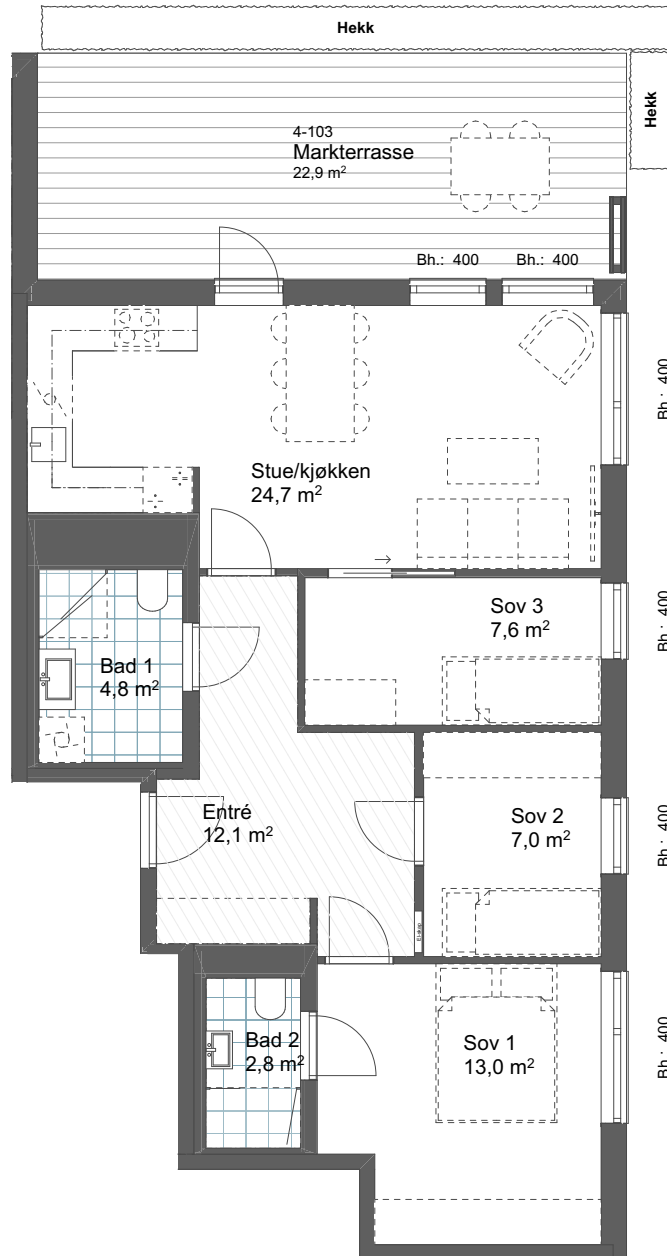 Hekk
Hekk
4-103
Markterrasse
22,9 m²
Bh.: 400
Bh.: 400
Bh.: 400
Stue/kjøkken
24,7 m²
Sov 3
7,6 m²
Bh.: 400
Bad 1
4,8 m²
Entré
12,1 m²
Sov 2
7,0 m²
Bh.: 400
Bad 2
2,8 m²
Sov 1
13,0 m²
Bh.: 400